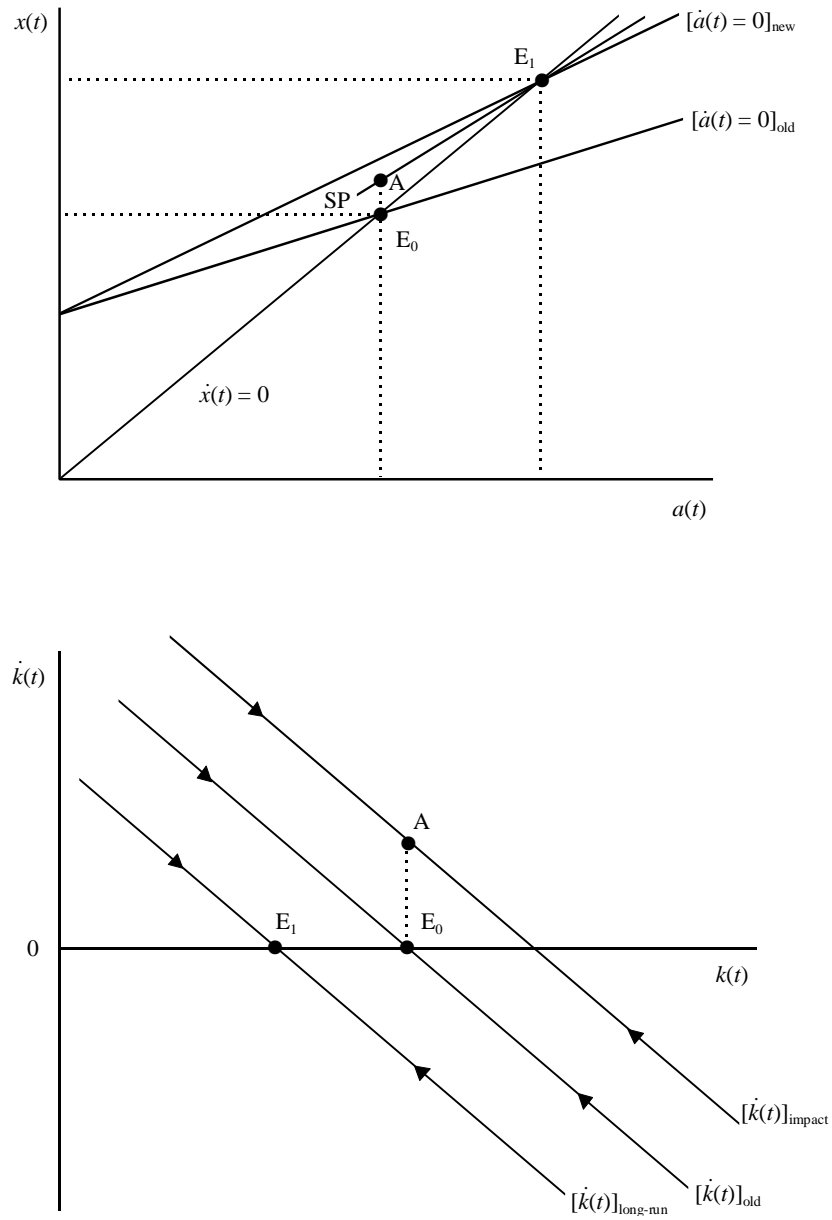 x(t)
[ȧ(t) = 0]new
E1
[ȧ(t) = 0]old
A
SP
E0
ẋ(t) = 0
a(t)
k̇(t)
A
E1
E0
0
k(t)
[k̇(t)]impact
[k̇(t)]long-run
[k̇(t)]old